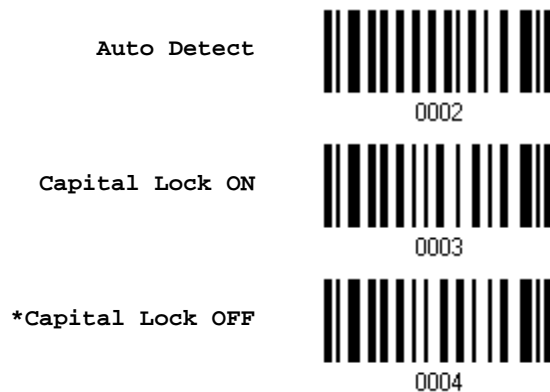 Auto Detect
0002
Capital Lock ON
0003
*Capital Lock OFF
0004